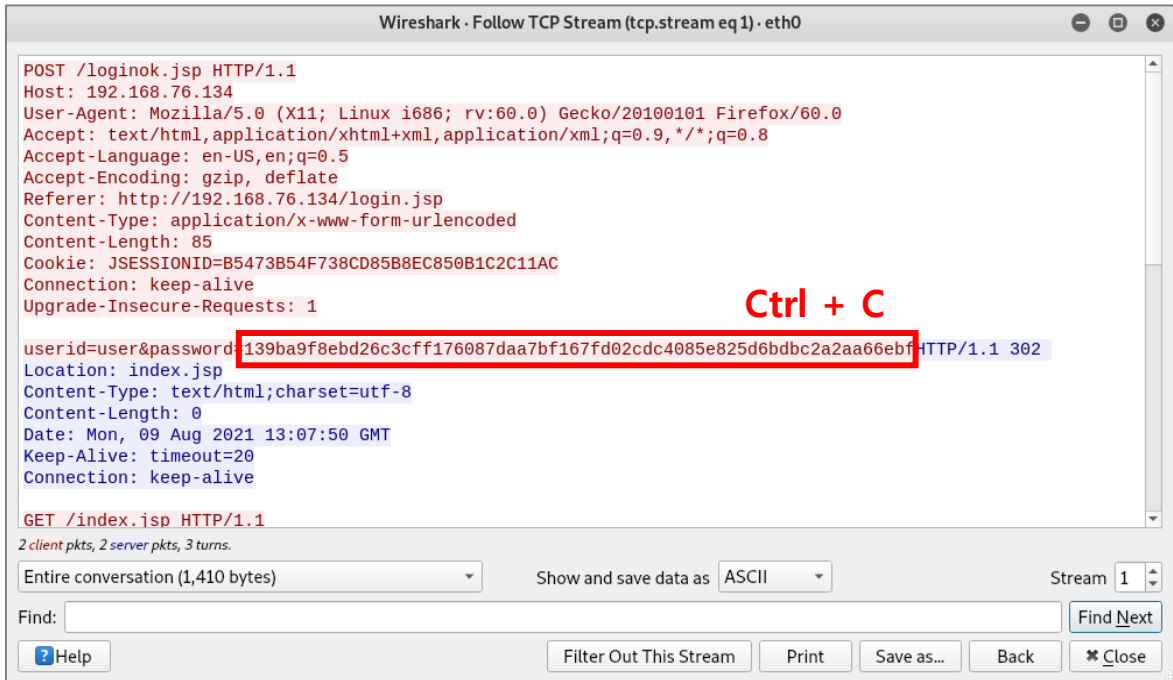 Wireshark · Follow TCP Stream (tcp.stream eq 1) · eth0
POST /loginok.jsp HTTP/1.1
Host: 192.168.76.134
User-Agent: Mozilla/5.0 (X11; Linux i686; rv:60.0) Gecko/20100101 Firefox/60.0
Accept: text/html,application/xhtml+xml,application/xml;q=0.9,*/*;q=0.8
Accept-Language: en-US,en;q=0.5
Accept-Encoding: gzip, deflate
Referer: http://192.168.76.134/login.jsp
Content-Type: application/x-www-form-urlencoded
Content-Length: 85
Cookie: JSESSIONID=B5473B54F738CD85B8EC850B1C2C11AC
Connection: keep-alive
Upgrade-Insecure-Requests: 1
Ctrl + C
userid=user&password=139ba9f8ebd26c3cff176087daa7bf167fd02cdc4085e825d6bdbc2a2aa66ebfHTTP/1.1 302
Location: index.jsp
Content-Type: text/html;charset=utf-8
Content-Length: 0
Date: Mon, 09 Aug 2021 13:07:50 GMT
Keep-Alive: timeout=20
Connection: keep-alive
GET /index.jsp HTTP/1.1
2 client pkts, 2 server pkts, 3 turns.
Entire conversation (1,410 bytes) Show and save data as ASCII Stream 1
Find: Find Next
?Help Filter Out This Stream Print Save as... Back Close